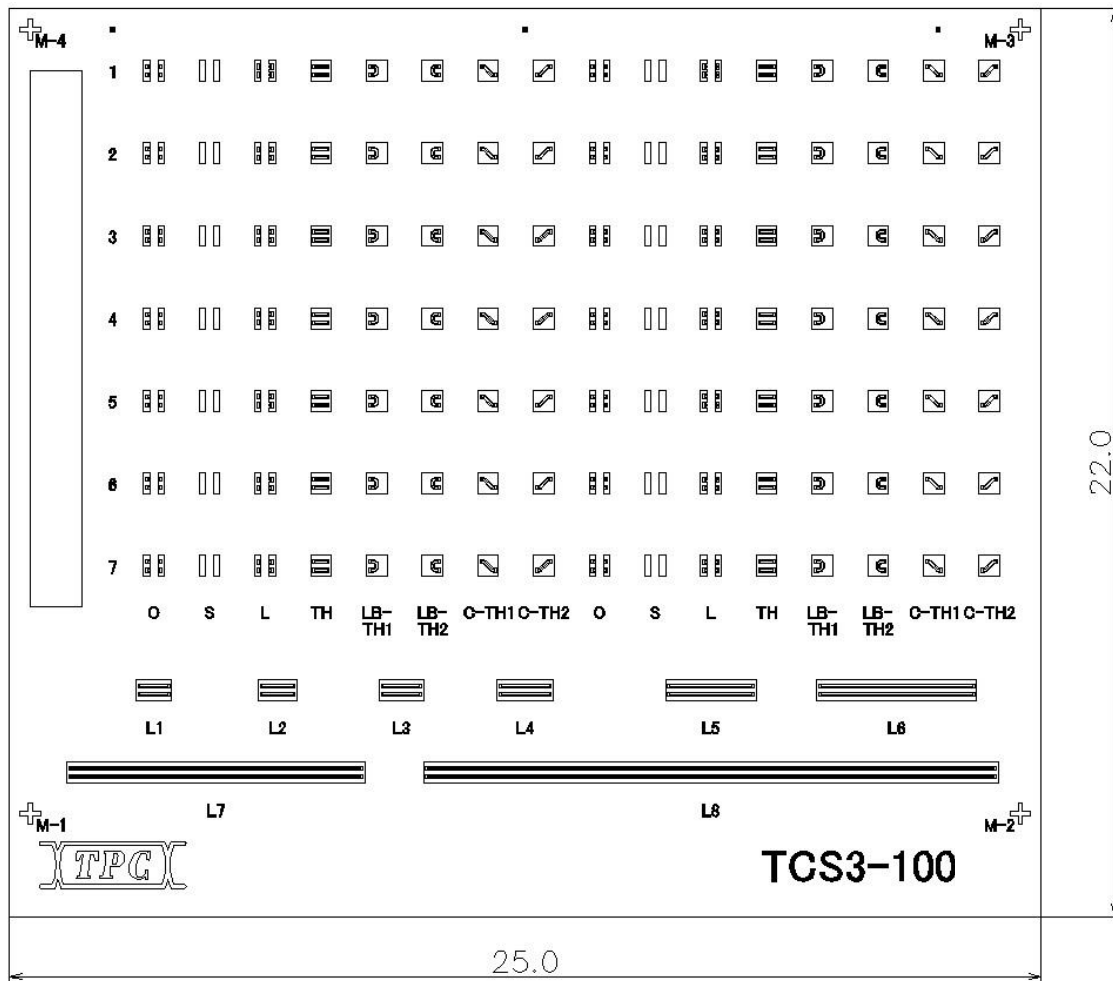 M-4 M-3
1
2
3
4
5
6
7
O S L TH LB-TH1 LB-TH2 C-TH1 C-TH2 O S L TH LB-TH1 LB-TH2 C-TH1 C-TH2
L1 L2 L3 L4 L5 L6
L7 L8
M-1 M-2
TPC TCS3-100
22.0
25.0